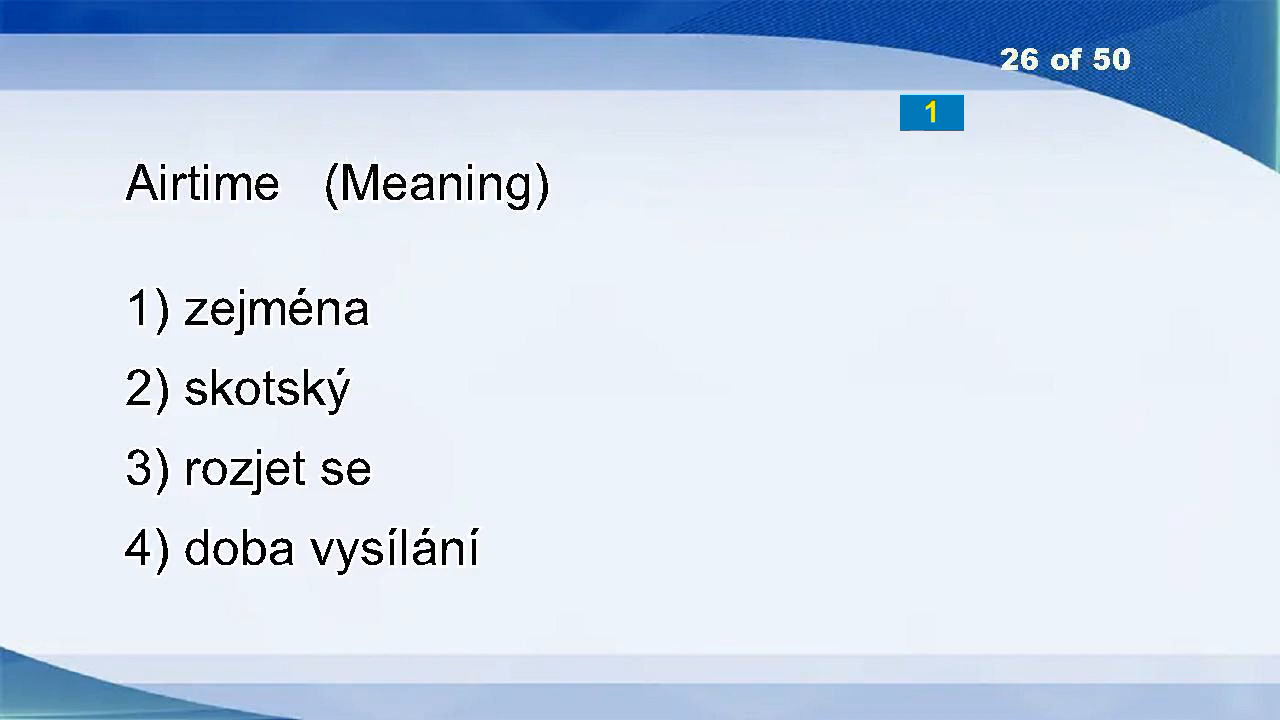 26 of 50
1
Airtime (Meaning)
1) zejména
2) skotský
3) rozjet se
4) doba vysílání